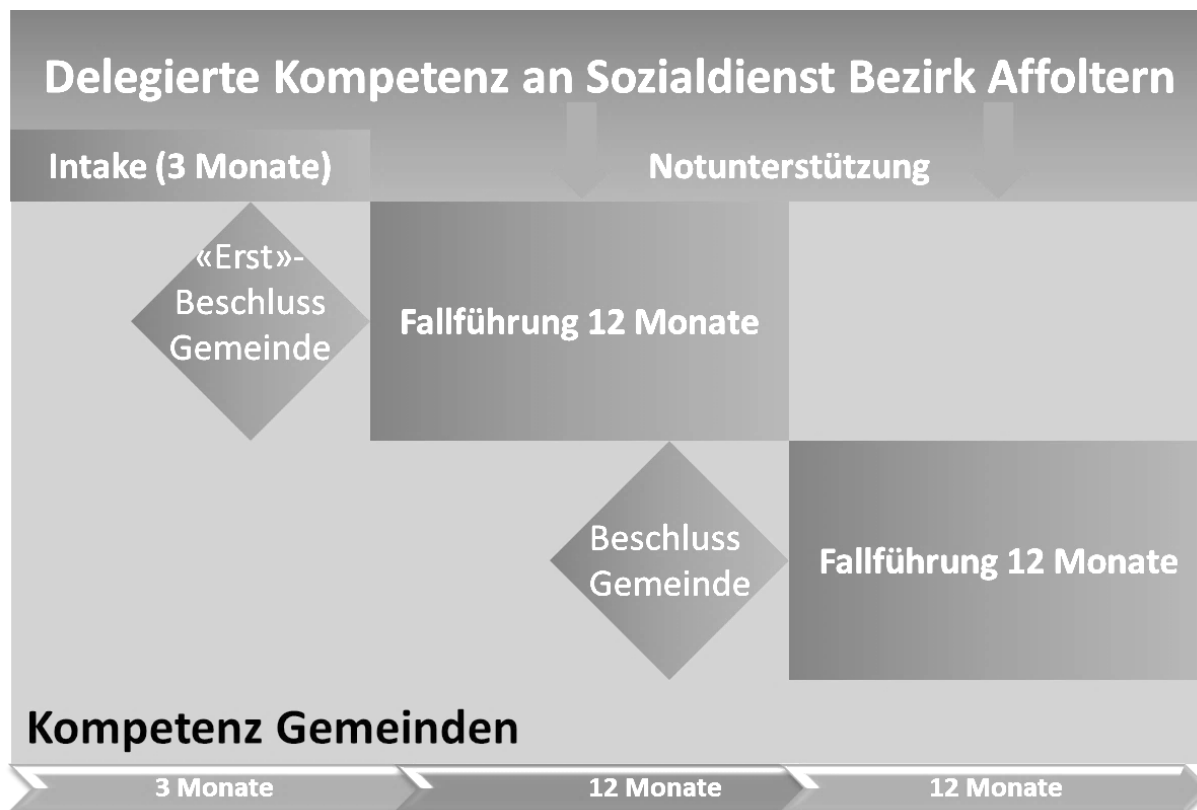 Delegierte Kompetenz an Sozialdienst Bezirk Affoltern
Intake (3 Monate)
Notunterstützung
«Erst»-
Beschluss
Gemeinde
Fallführung 12 Monate
Beschluss
Gemeinde
Fallführung 12 Monate
Kompetenz Gemeinden
3 Monate
12 Monate
12 Monate